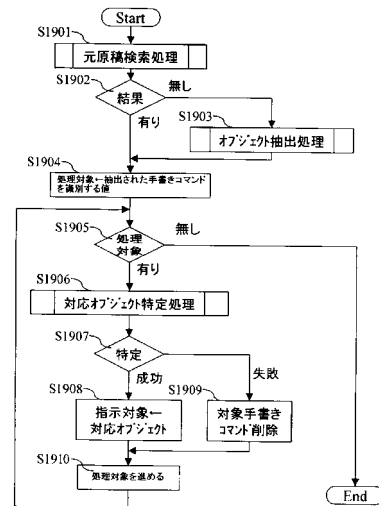 Start
S1901
元原稿検索処理
S1902
結果
無し
有り
S1903
オブジェクト抽出処理
S1904
処理対象←抽出された手書きコマンド
を識別する値
S1905
処理
対象
無し
有り
S1906
対応オブジェクト特定処理
S1907
特定
成功
失敗
S1908
指示対象←
対応オブジェクト
S1909
対象手書き
コマンド削除
S1910
処理対象を進める
End